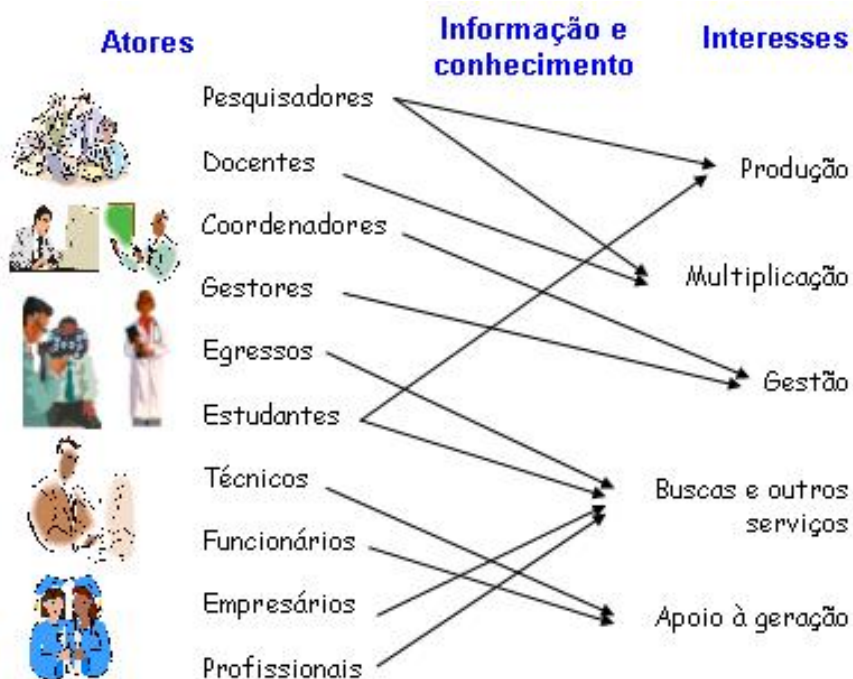 Atores
Informação e
conhecimento
Interesses
Pesquisadores
Docentes
Coordenadores
Gestores
Egressos
Estudantes
Técnicos
Funcionários
Empresários
Profissionais
Produção
Multiplicação
Gestão
Buscas e outros
serviços
Apoio à geração